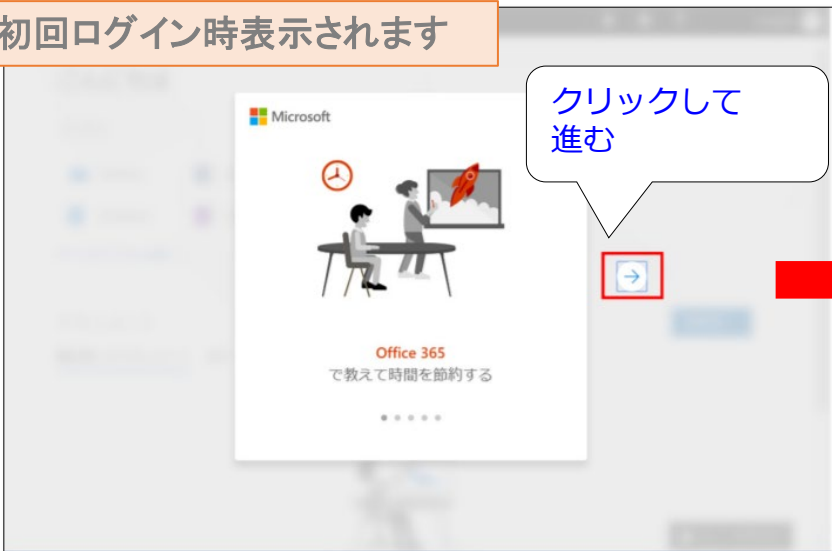 初回ログイン時表示されます
クリックして
進む
Microsoft
Office 365
で教えて時間を節約する